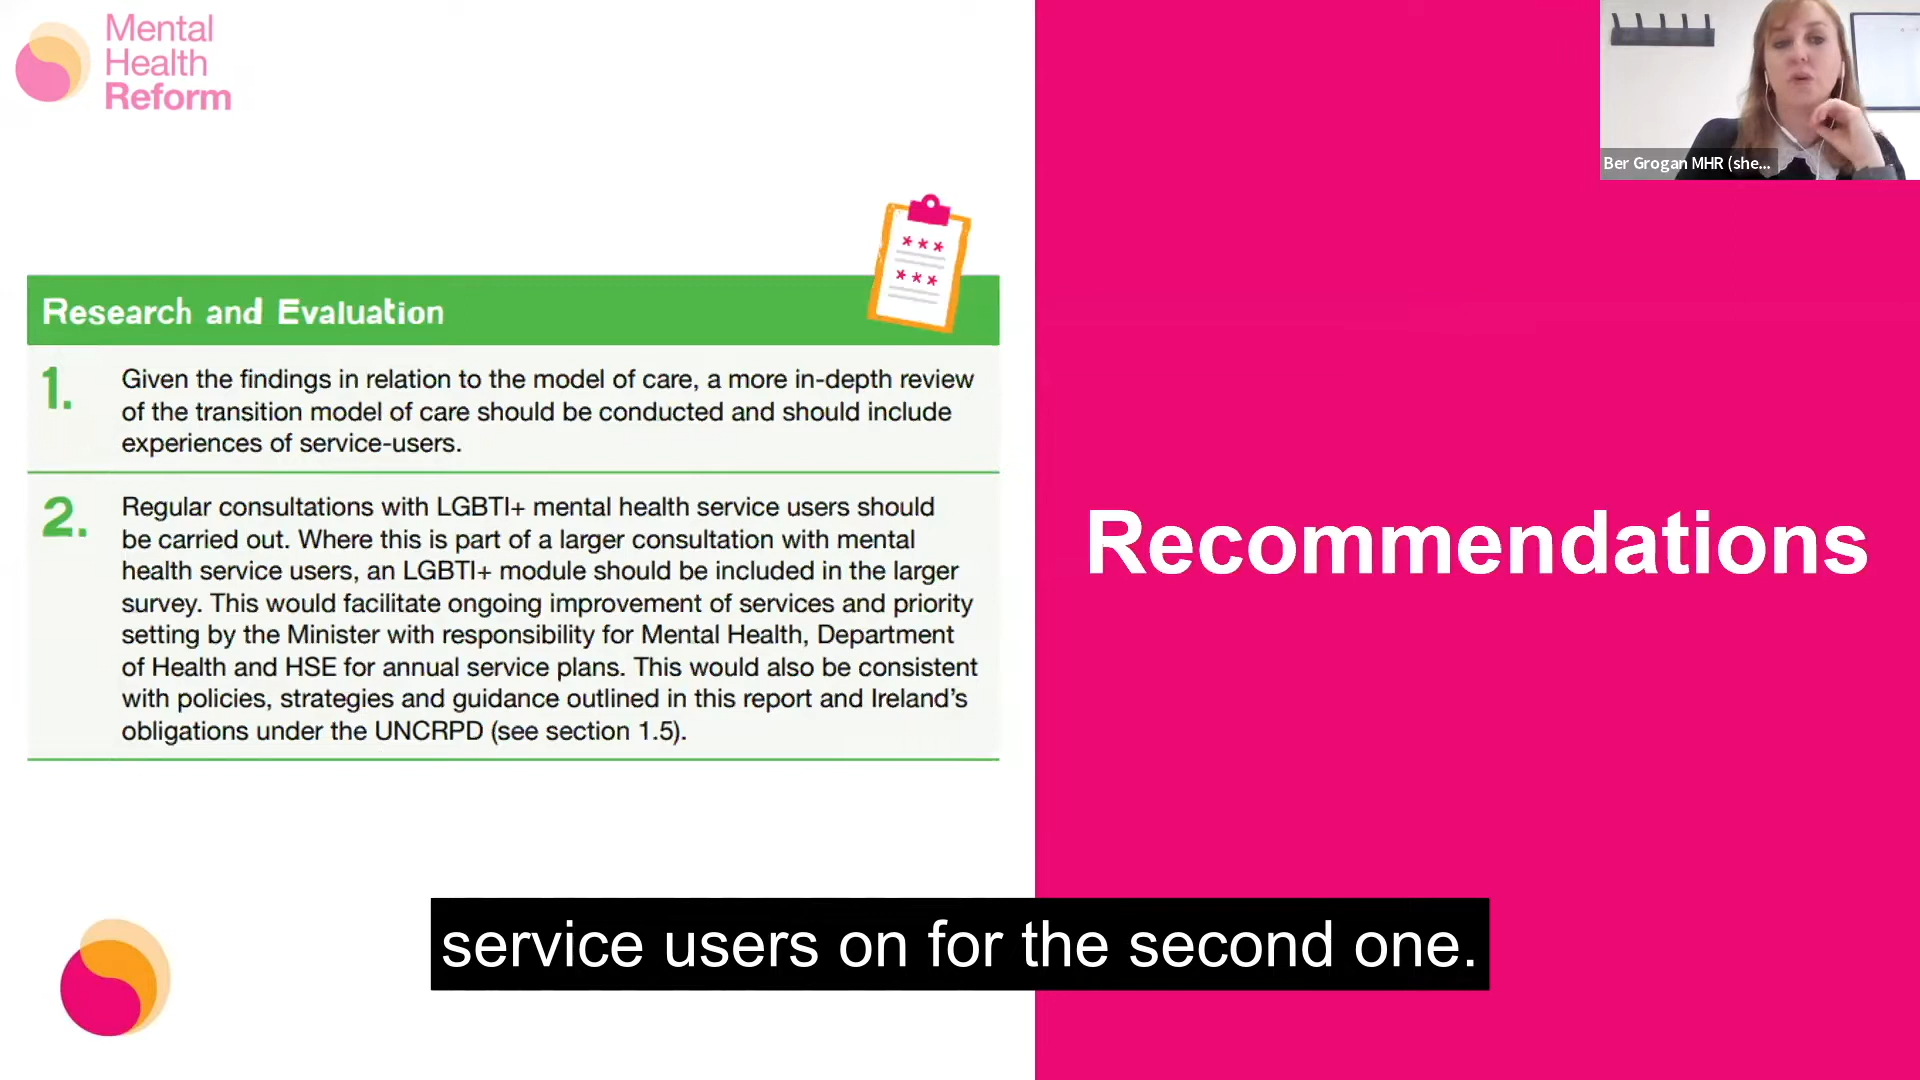 Mental
Health
Reform
Ber Grogan MHR (she...
Research and Evaluation
1.
Given the findings in relation to the model of care, a more in-depth review
of the transition model of care should be conducted and should include
experiences of service-users.
2.
Regular consultations with LGBTI+ mental health service users should
be carried out. Where this is part of a larger consultation with mental
health service users, an LGBTI+ module should be included in the larger
survey. This would facilitate ongoing improvement of services and priority
setting by the Minister with responsibility for Mental Health, Department
of Health and HSE for annual service plans. This would also be consistent
with policies, strategies and guidance outlined in this report and Ireland’s
obligations under the UNCRPD (see section 1.5).
Recommendations
service users on for the second one.